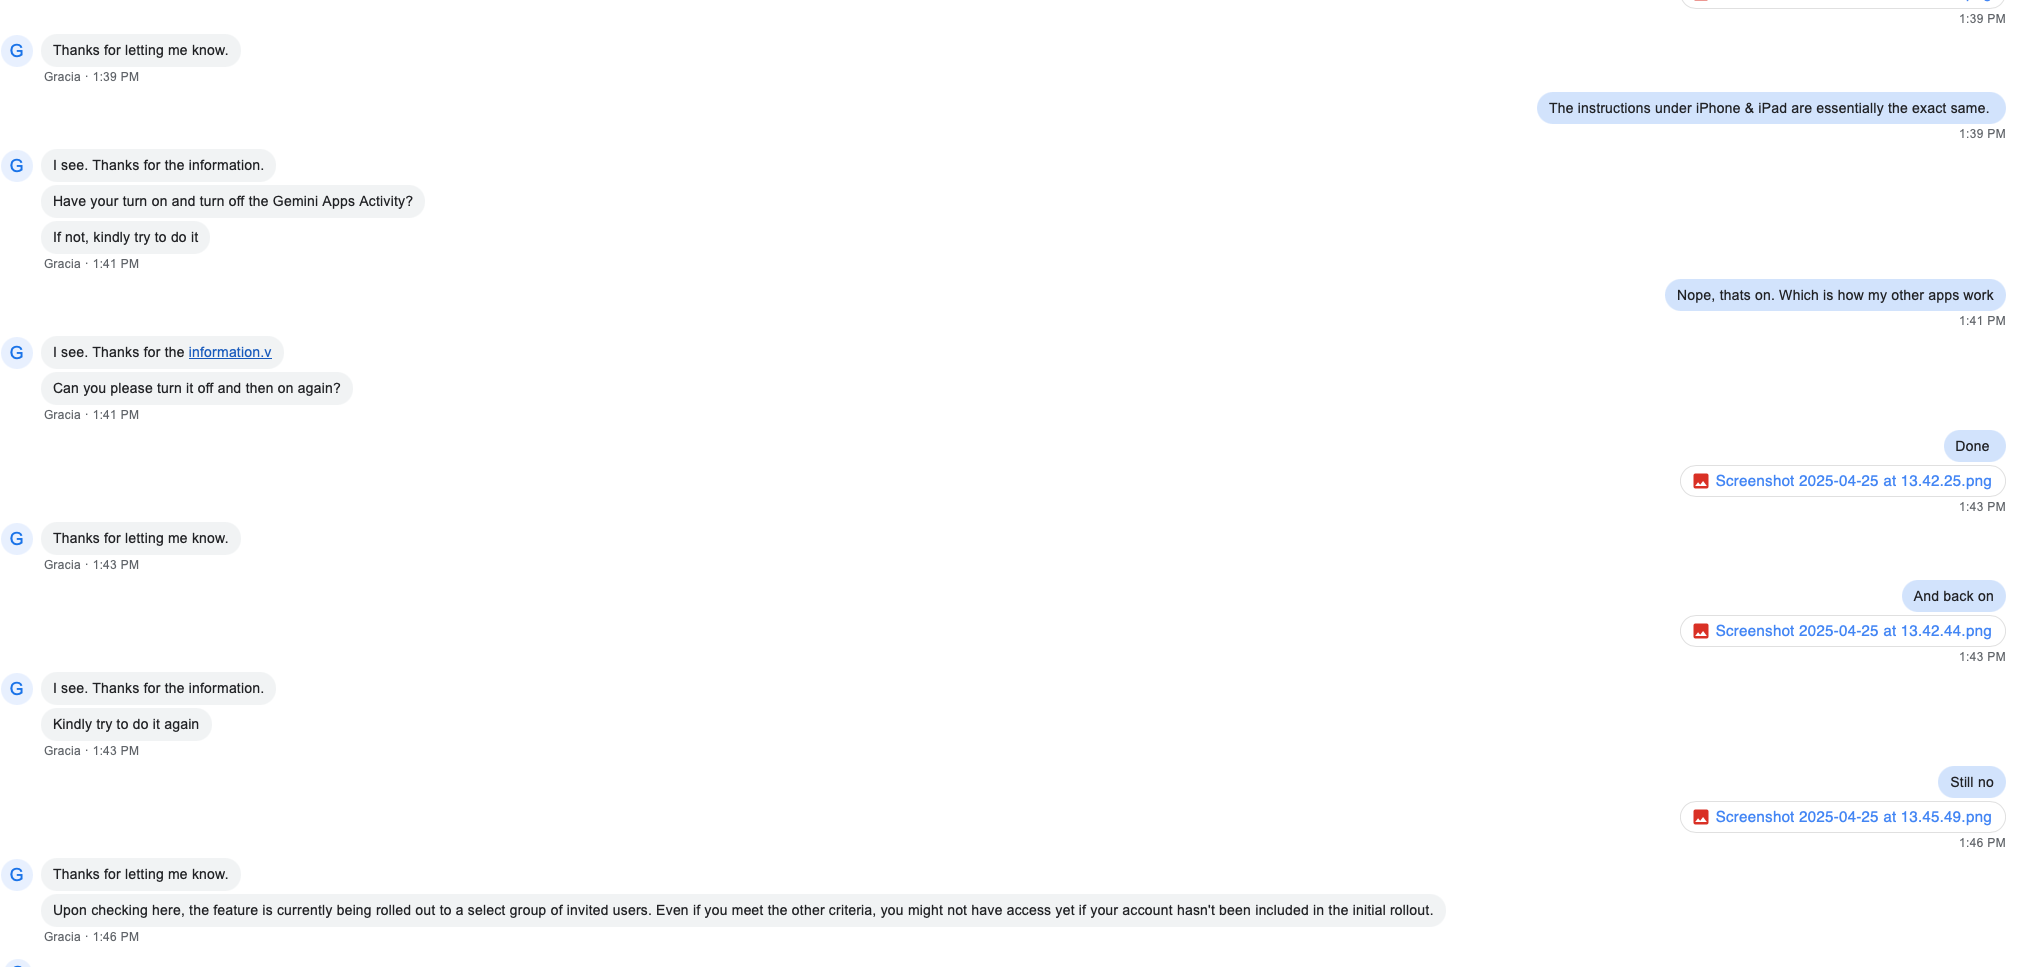 1:39 PM
G
Thanks for letting me know.
Gracia · 1:39 PM
The instructions under iPhone & iPad are essentially the exact same.
1:39 PM
G
I see. Thanks for the information.
Have your turn on and turn off the Gemini Apps Activity?
If not, kindly try to do it
Gracia · 1:41 PM
Nope, thats on. Which is how my other apps work
1:41 PM
G
I see. Thanks for the information.v
Can you please turn it off and then on again?
Gracia · 1:41 PM
Done
Screenshot 2025-04-25 at 13.42.25.png
1:43 PM
G
Thanks for letting me know.
Gracia · 1:43 PM
And back on
Screenshot 2025-04-25 at 13.42.44.png
1:43 PM
G
I see. Thanks for the information.
Kindly try to do it again
Gracia · 1:43 PM
Still no
Screenshot 2025-04-25 at 13.45.49.png
1:46 PM
G
Thanks for letting me know.
Upon checking here, the feature is currently being rolled out to a select group of invited users. Even if you meet the other criteria, you might not have access yet if your account hasn't been included in the initial rollout.
Gracia · 1:46 PM